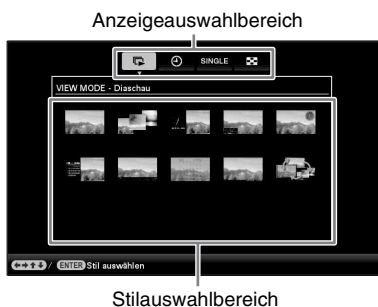 Anzeigeauswahlbereich
SINGLE
VIEW MODE - Diaschau
/ ENTER Stil auswählen
Stilauswahlbereich